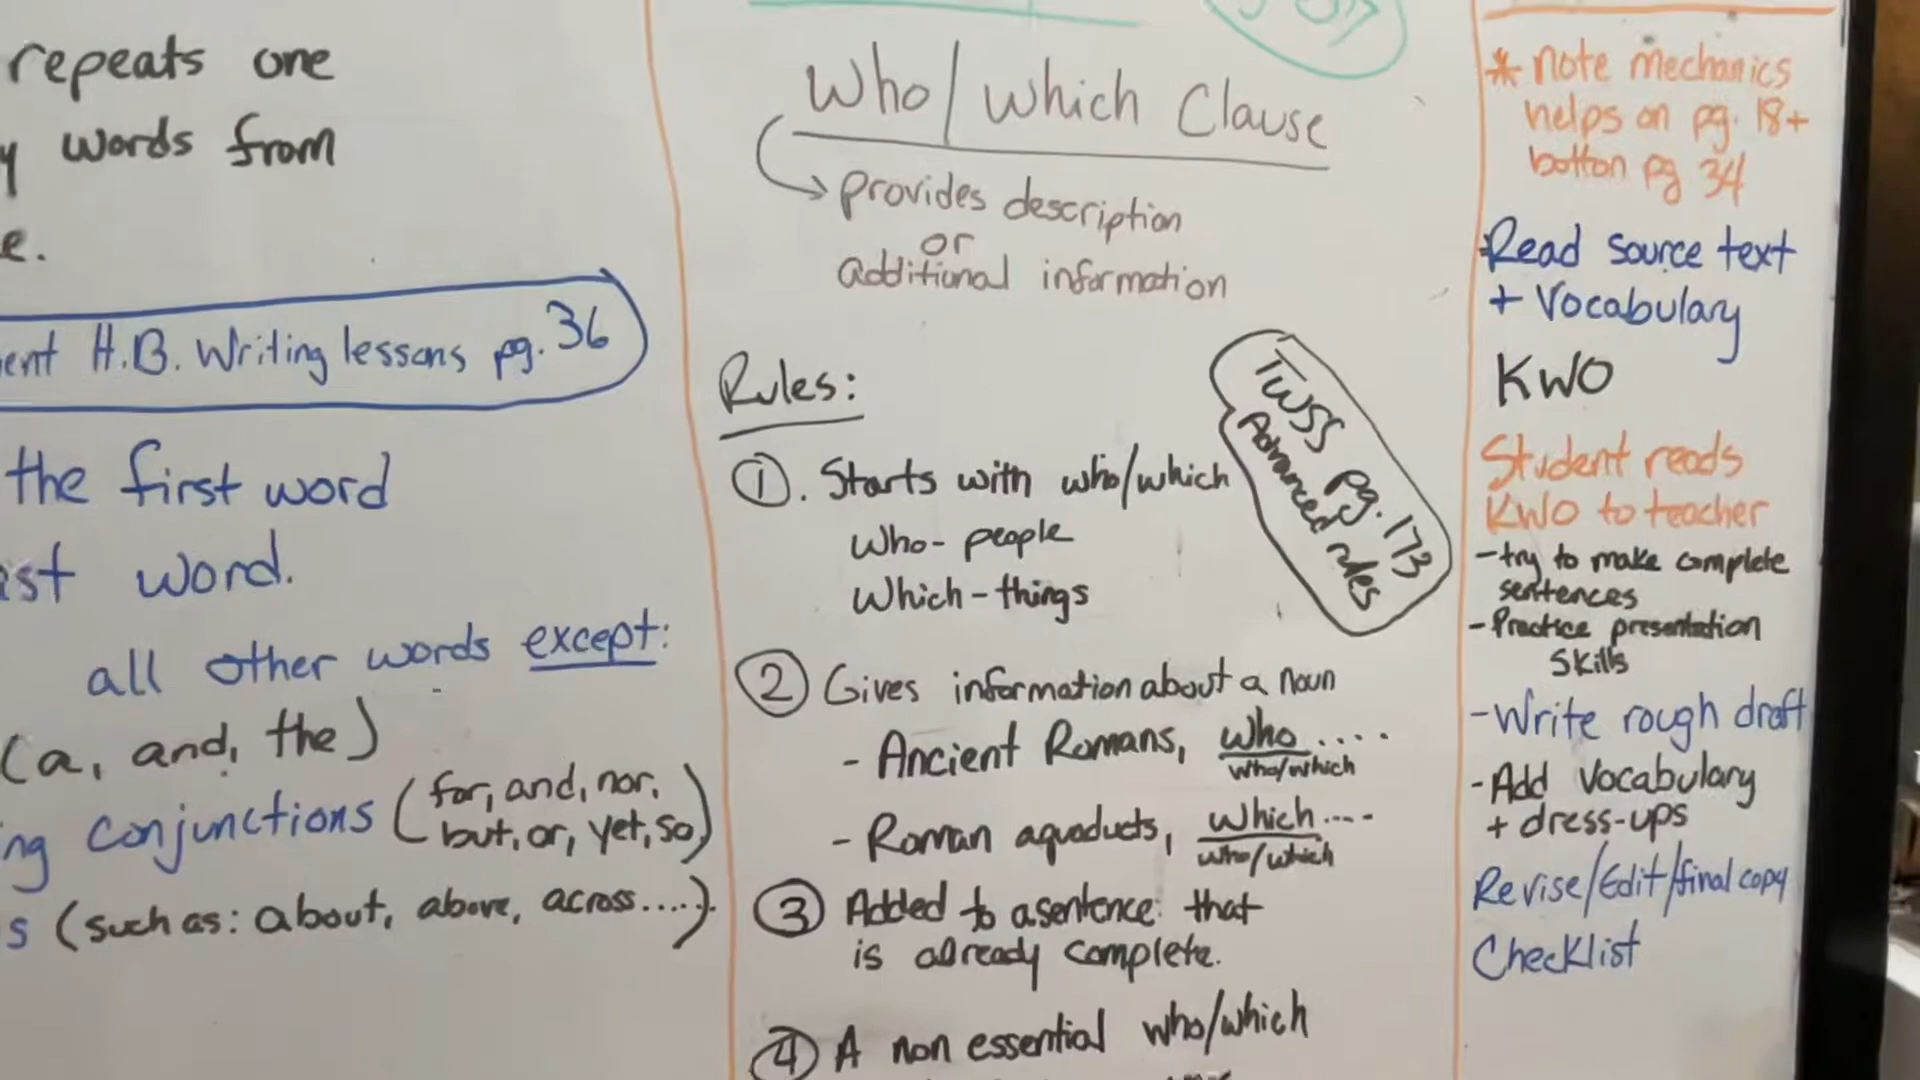 repeats one
words from
e.
ent H.B. Writing lessons pg. 36
the first word
ist word.
all other words except:
(a, and, the)
ng conjunctions (for, and, nor,
but, or, yet, so)
s (such as: about, above, across.....).
Who/which Clause
provides description
or
additional information
Rules:
TWSS pg. 173
Advanced rules
1. Starts with who/which
Who- people
Which- things
2 Gives information about a noun
- Ancient Romans, who....
who/which
- Roman aquaducts, which....
who/which
3 Added to a sentence that
is already complete.
4 A non essential who/which
* note mechanics
helps on pg. 18+
botton pg 34
Read source text
+ Vocabulary
KWO
Student reads
KWO to teacher
- try to make complete
sentences
- Practice presentation
Skills
- Write rough draft
- Add Vocabulary
+ dress-ups
Revise/Edit/final copy
Checklist